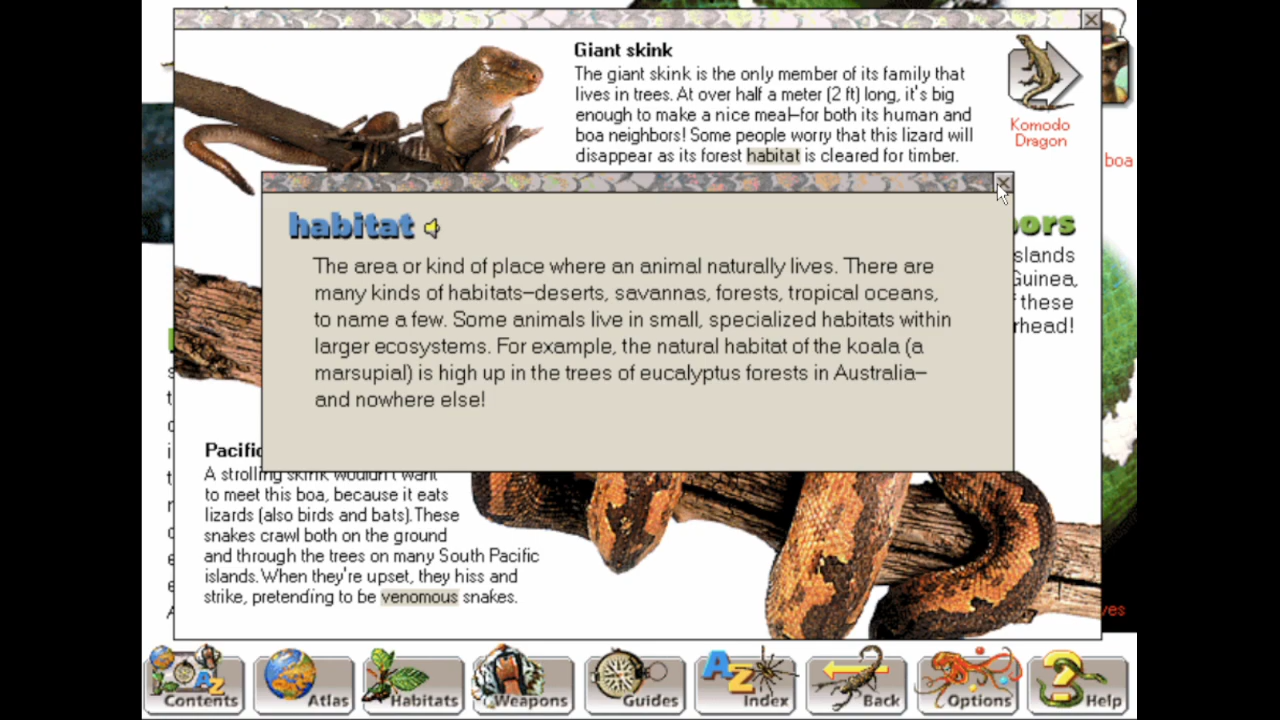 Giant skink
The giant skink is the only member of its family that
lives in trees. At over half a meter (2 ft) long, it's big
enough to make a nice meal—for both its human and
boa neighbors! Some people worry that this lizard will
disappear as its forest habitat is cleared for timber.
Komodo
Dragon
boa
habitat
The area or kind of place where an animal naturally lives. There are
many kinds of habitats—deserts, savannas, forests, tropical oceans,
to name a few. Some animals live in small, specialized habitats within
larger ecosystems. For example, the natural habitat of the koala (a
marsupial) is high up in the trees of eucalyptus forests in Australia—
and nowhere else!
ors
slands
Guinea,
these
rhead!
Pacific
A strolling skink wouldn't want
to meet this boa, because it eats
lizards (also birds and bats). These
snakes crawl both on the ground
and through the trees on many South Pacific
islands. When they're upset, they hiss and
strike, pretending to be venomous snakes.
ves
Contents
Atlas
Habitats
Weapons
Guides
AZ
Index
Back
Options
?
Help